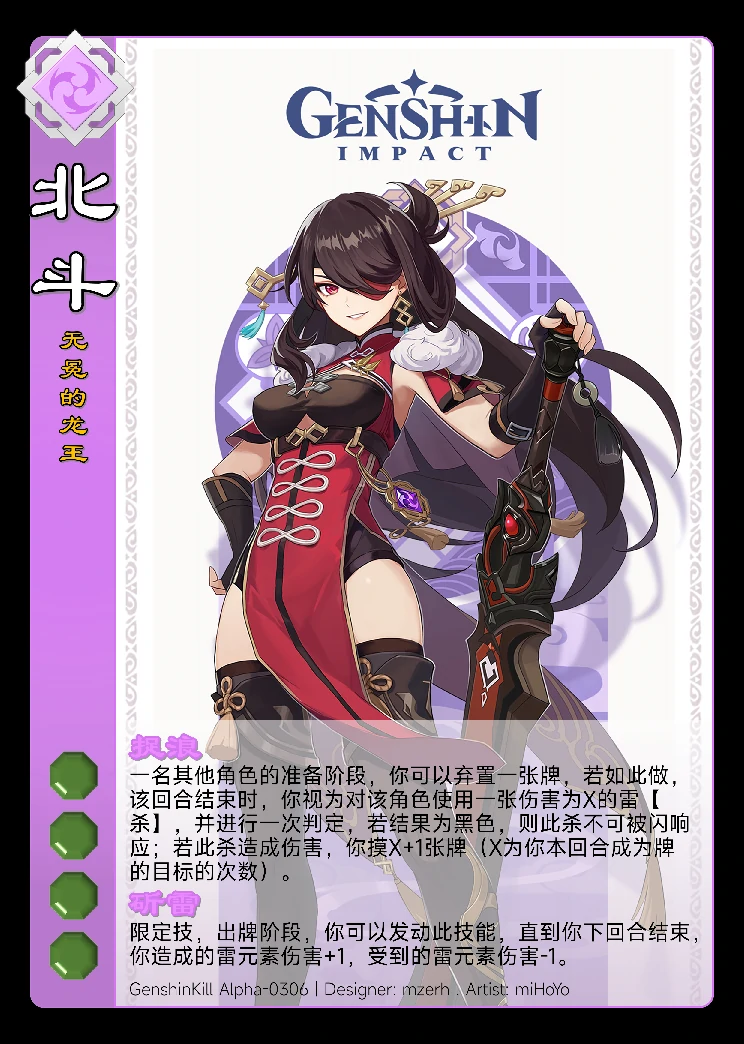 GENSHIN
IMPACT
北斗
无冕的龙王
捉浪
一名其他角色的准备阶段，你可以弃置一张牌，若如此做，
该回合结束时，你视为对该角色使用一张伤害为X的雷【
杀】，并进行一次判定，若结果为黑色，则此杀不可被闪响
应；若此杀造成伤害，你摸X+1张牌（X为你本回合成为牌
的目标的次数）。
斫雷
限定技，出牌阶段，你可以发动此技能，直到你下回合结束，
你造成的雷元素伤害+1，受到的雷元素伤害-1。
GenshinKill Alpha-0306 | Designer: mzerh . Artist: miHoYo